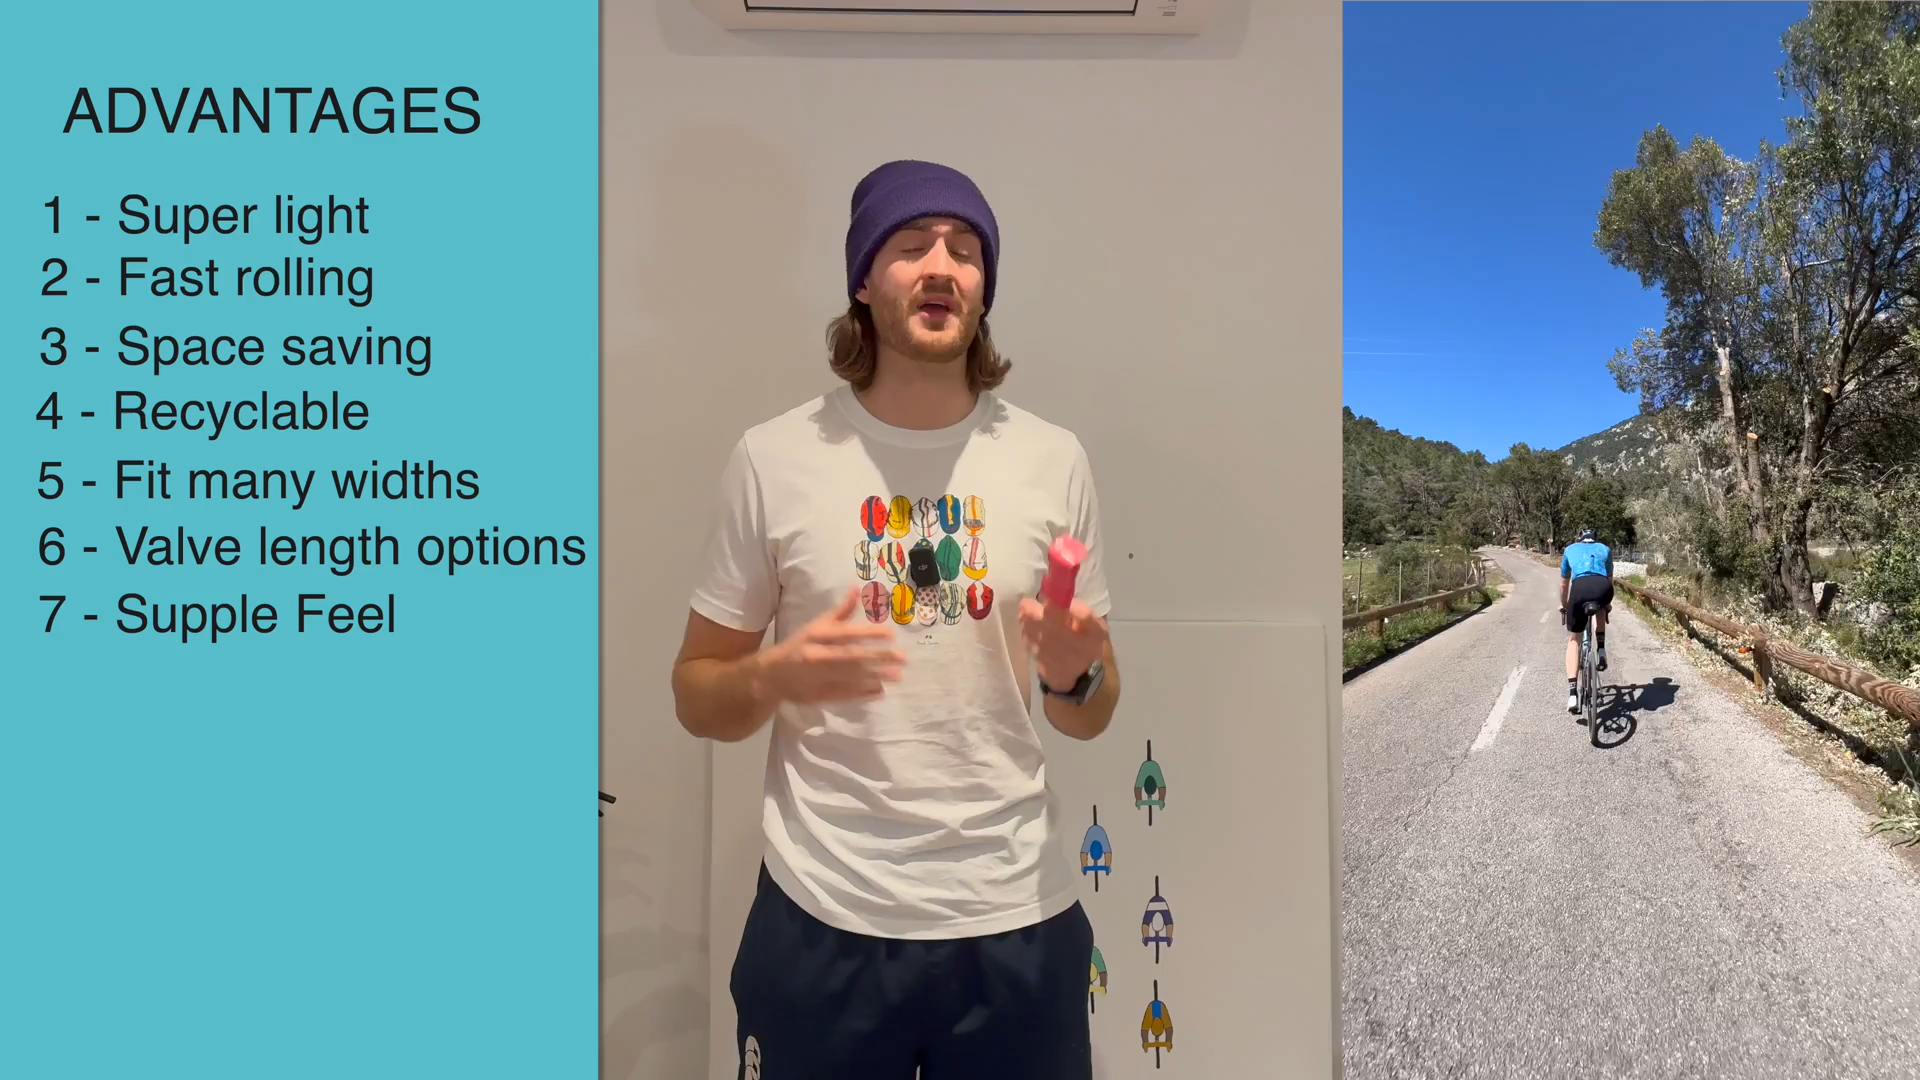 ADVANTAGES
1 - Super light
2 - Fast rolling
3 - Space saving
4 - Recyclable
5 - Fit many widths
6 - Valve length options
7 - Supple Feel